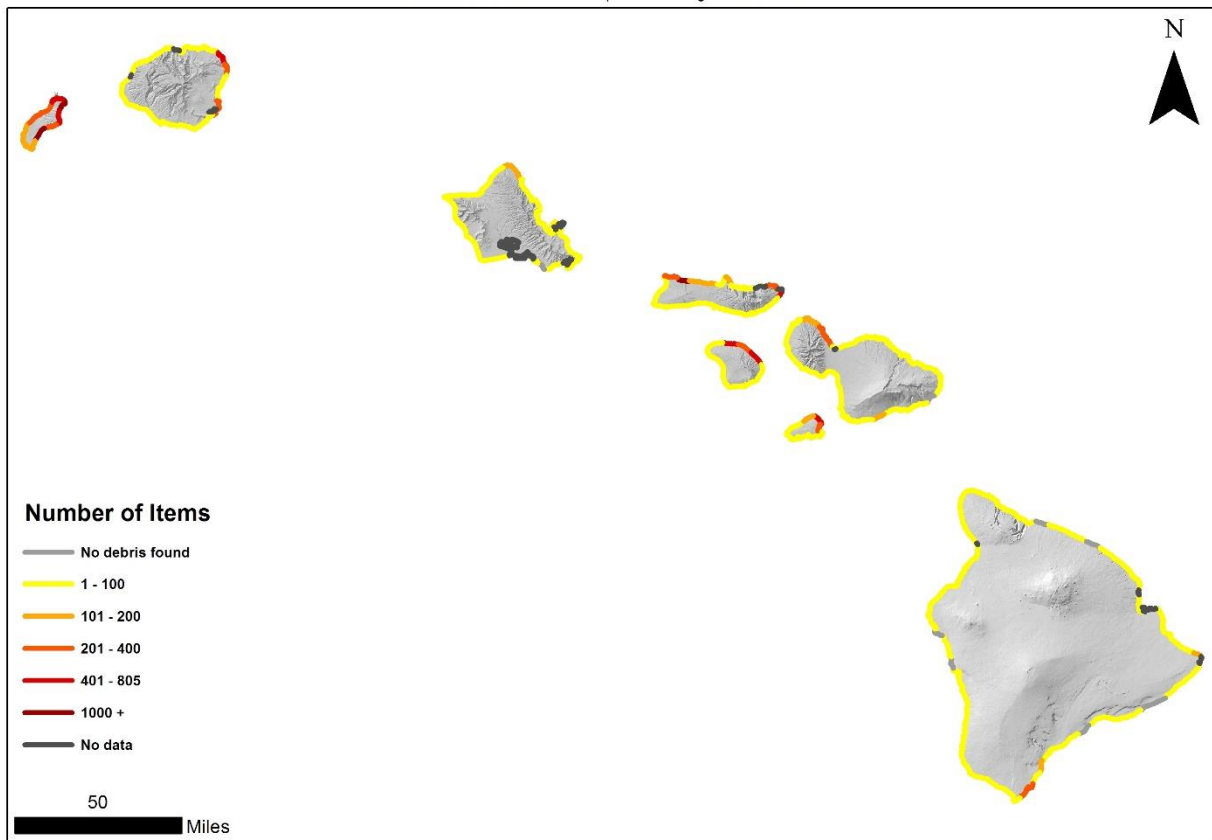 N
Number of Items
No debris found
1 - 100
101 - 200
201 - 400
401 - 805
1000 +
No data
50
Miles